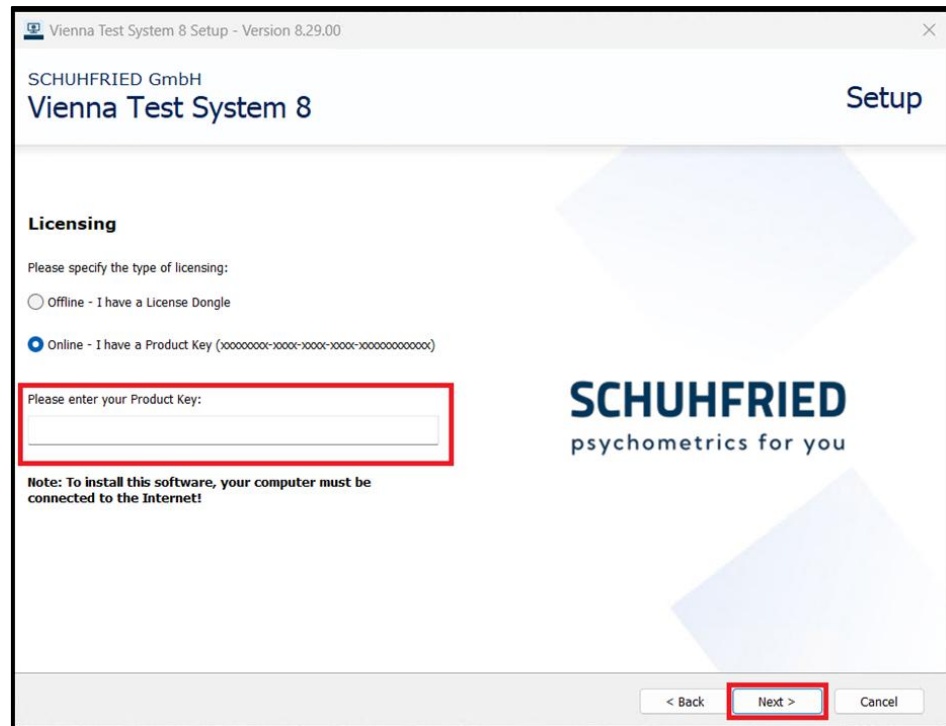 Vienna Test System 8 Setup - Version 8.29.00
SCHUHFRIED GmbH
Vienna Test System 8
Setup
Licensing
Please specify the type of licensing:
Offline - I have a License Dongle
Online - I have a Product Key (xxxxxxxx-xxxx-xxxx-xxxx-xxxxxxxxxxxx)
Please enter your Product Key:
Note: To install this software, your computer must be
connected to the Internet!
SCHUHFRIED
psychometrics for you
< Back
Next >
Cancel